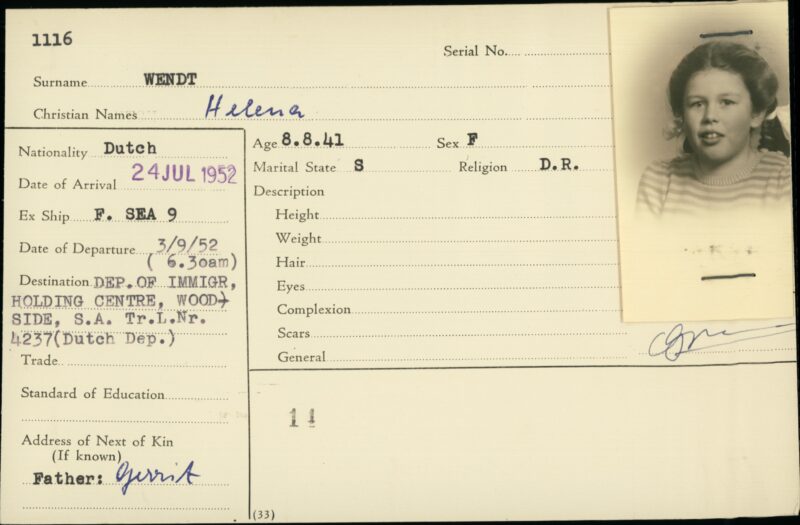 1116
Serial No.
Surname WENDT
Christian Names Helena
Nationality Dutch
Date of Arrival 24 JUL 1952
Ex Ship F. SEA 9
Date of Departure 3/9/52
( 6.30am)
Destination DEP.OF IMMIGR,
HOLDING CENTRE, WOOD-
SIDE, S.A. Tr.L.Nr.
4237(Dutch Dep.)
Trade
Standard of Education
Address of Next of Kin
(If known)
Father: Gerrit
Age 8.8.41 Sex F
Marital State S Religion D.R.
Description
Height
Weight
Hair
Eyes
Complexion
Scars
General
11
(33)